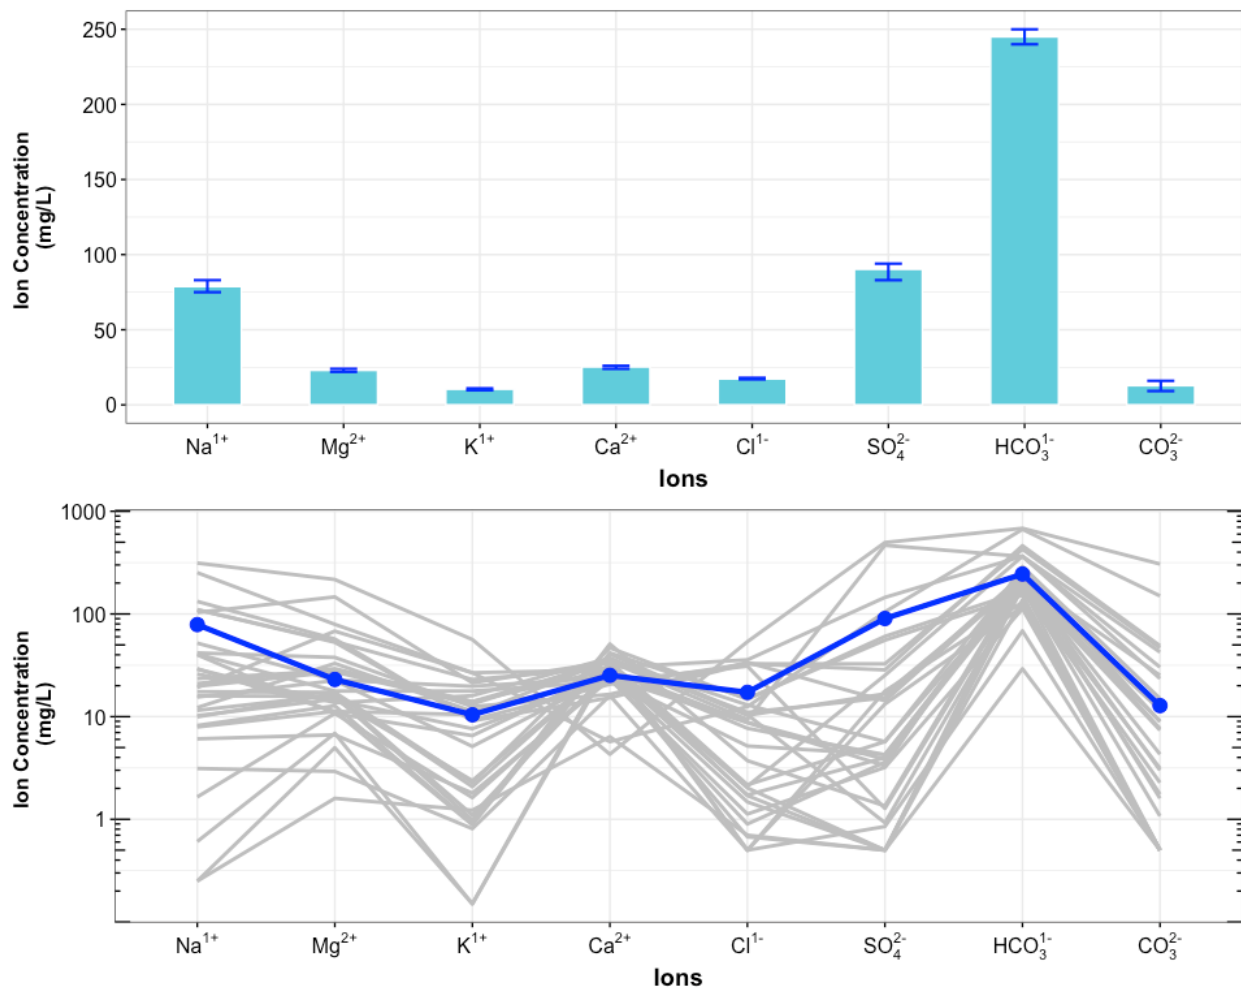 250
200
150
100
50
0
Ion Concentration
(mg/L)
Na¹⁺ Mg²⁺ K¹⁺ Ca²⁺ Cl¹⁻ SO₄²⁻ HCO₃¹⁻ CO₃²⁻
Ions
1000
100
10
1
Ion Concentration
(mg/L)
Na¹⁺ Mg²⁺ K¹⁺ Ca²⁺ Cl¹⁻ SO₄²⁻ HCO₃¹⁻ CO₃²⁻
Ions